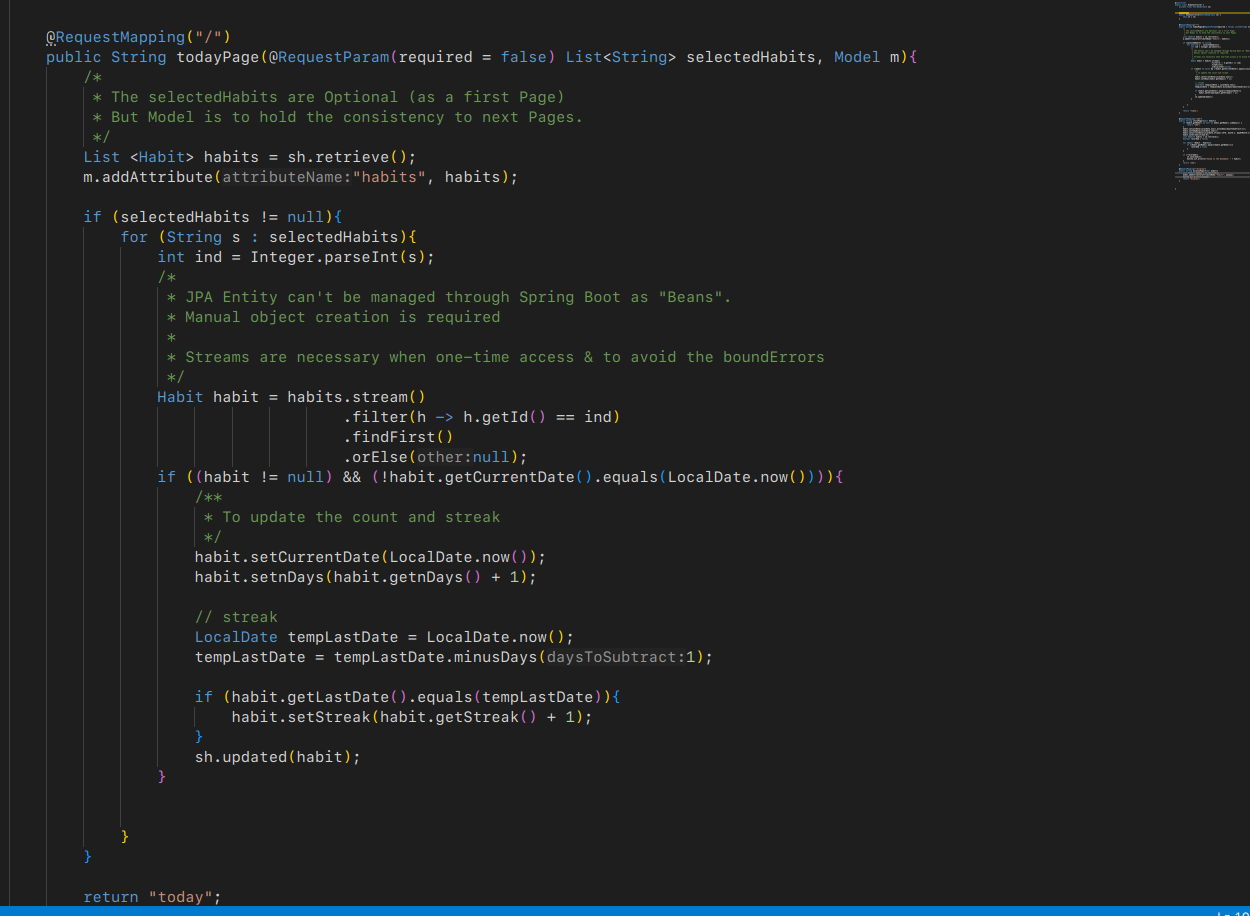 @RequestMapping("/")
public String todayPage(@RequestParam(required = false) List<String> selectedHabits, Model m){
/*
* The selectedHabits are Optional (as a first Page)
* But Model is to hold the consistency to next Pages.
*/
List <Habit> habits = sh.retrieve();
m.addAttribute(attributeName:"habits", habits);
if (selectedHabits != null){
for (String s : selectedHabits){
int ind = Integer.parseInt(s);
/*
* JPA Entity can't be managed through Spring Boot as "Beans".
* Manual object creation is required
*
* Streams are necessary when one-time access & to avoid the boundErrors
*/
Habit habit = habits.stream()
.filter(h -> h.getId() == ind)
.findFirst()
.orElse(other:null);
if ((habit != null) && (!habit.getCurrentDate().equals(LocalDate.now()))){
/**
* To update the count and streak
*/
habit.setCurrentDate(LocalDate.now());
habit.setnDays(habit.getnDays() + 1);
// streak
LocalDate tempLastDate = LocalDate.now();
tempLastDate = tempLastDate.minusDays(daysToSubtract:1);
if (habit.getLastDate().equals(tempLastDate)){
habit.setStreak(habit.getStreak() + 1);
}
sh.updated(habit);
}
}
}
return "today";